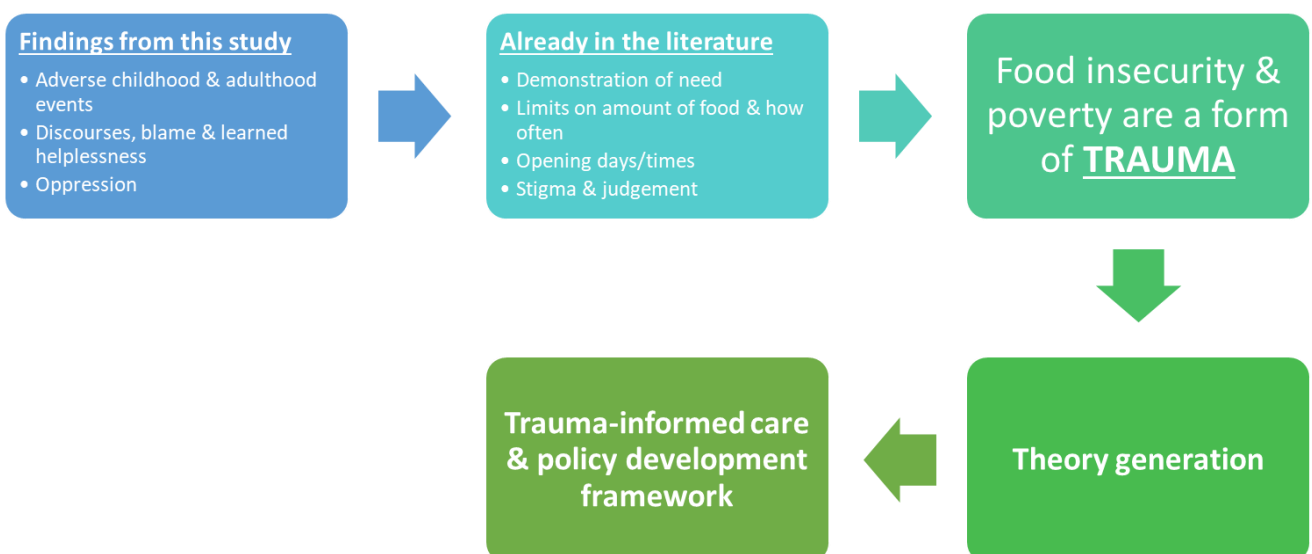 Findings from this study
• Adverse childhood & adulthood
events
• Discourses, blame & learned
helplessness
• Oppression
Already in the literature
• Demonstration of need
• Limits on amount of food & how
often
• Opening days/times
• Stigma & judgement
Food insecurity &
poverty are a form
of TRAUMA
Theory generation
Trauma-informed care
& policy development
framework